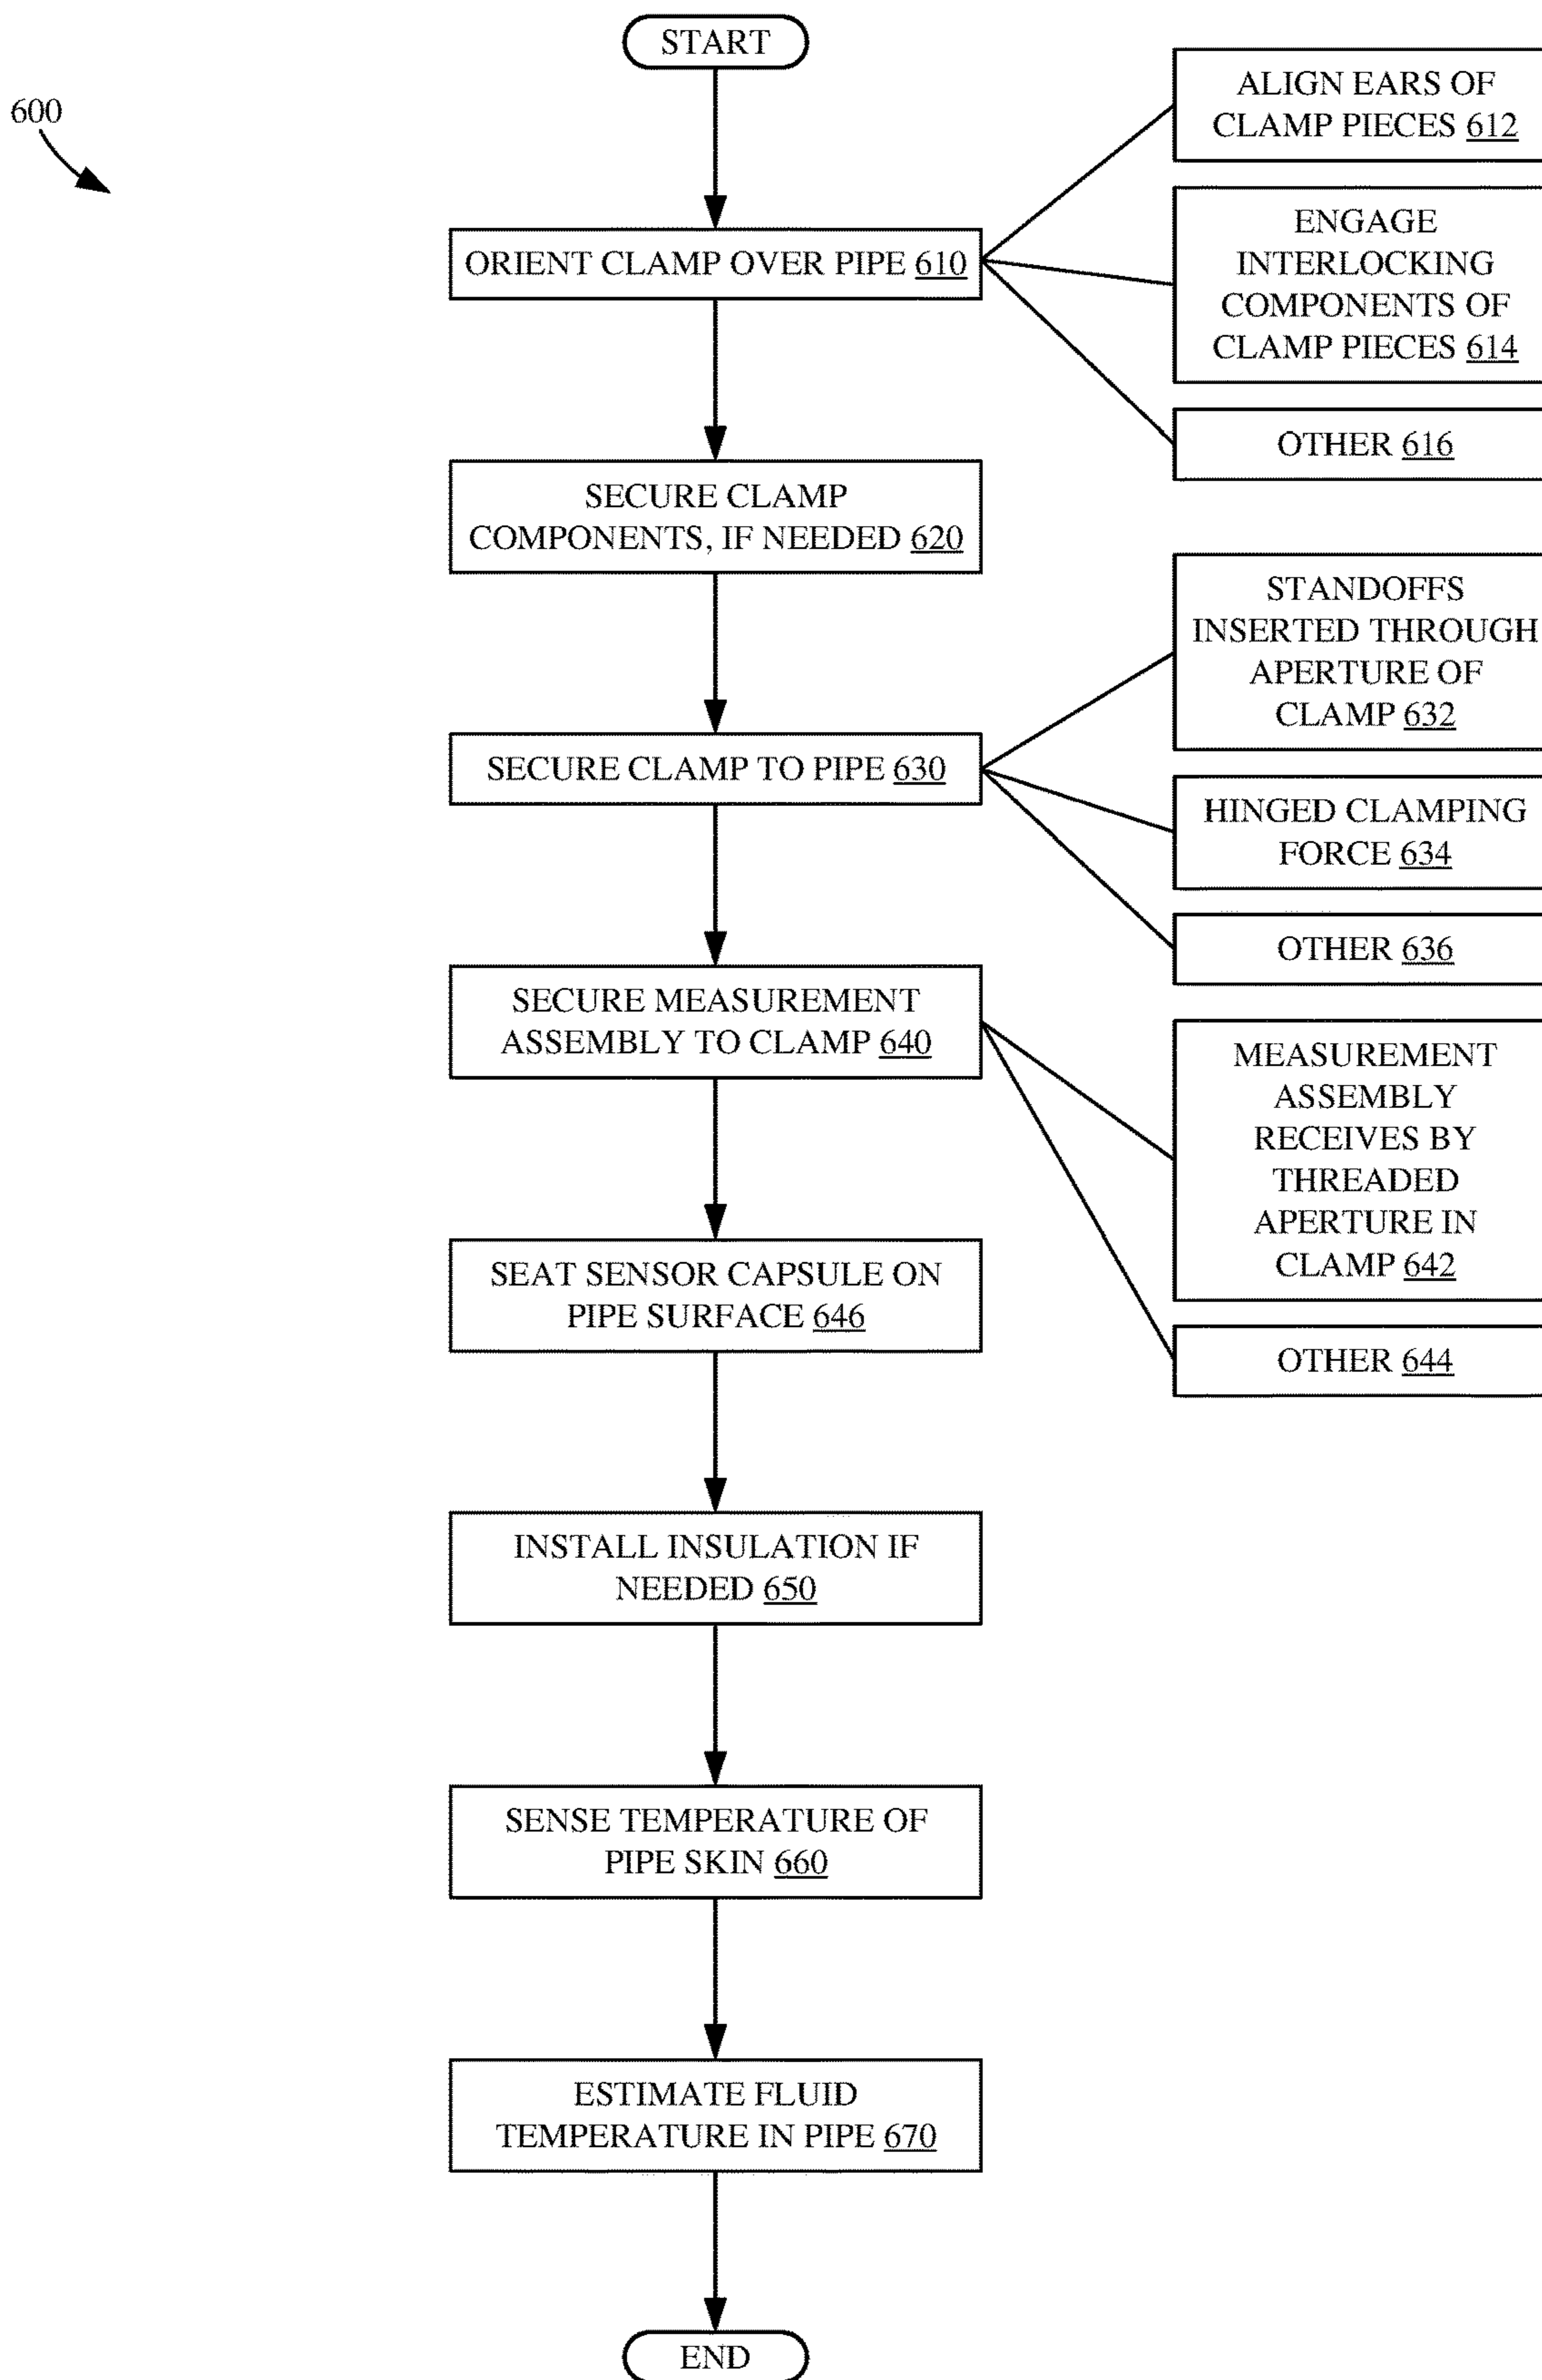 START
600
ORIENT CLAMP OVER PIPE 610
ALIGN EARS OF
CLAMP PIECES 612
ENGAGE
INTERLOCKING
COMPONENTS OF
CLAMP PIECES 614
OTHER 616
SECURE CLAMP
COMPONENTS, IF NEEDED 620
SECURE CLAMP TO PIPE 630
STANDOFFS
INSERTED THROUGH
APERTURE OF
CLAMP 632
HINGED CLAMPING
FORCE 634
OTHER 636
SECURE MEASUREMENT
ASSEMBLY TO CLAMP 640
MEASUREMENT
ASSEMBLY
RECEIVES BY
THREADED
APERTURE IN
CLAMP 642
OTHER 644
SEAT SENSOR CAPSULE ON
PIPE SURFACE 646
INSTALL INSULATION IF
NEEDED 650
SENSE TEMPERATURE OF
PIPE SKIN 660
ESTIMATE FLUID
TEMPERATURE IN PIPE 670
END